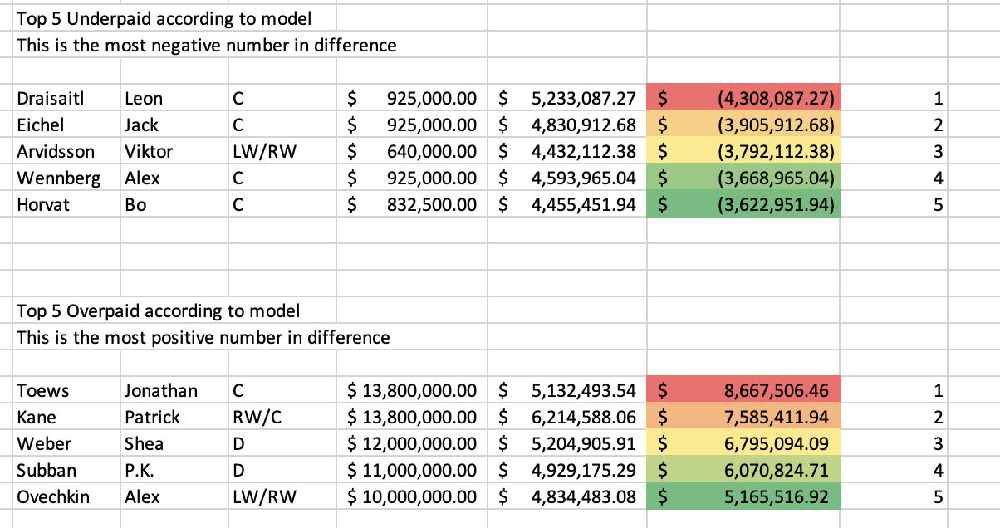 Top 5 Underpaid according to model
This is the most negative number in difference
Draisaitl Leon C $ 925,000.00 $ 5,233,087.27 $ (4,308,087.27) 1
Eichel Jack C $ 925,000.00 $ 4,830,912.68 $ (3,905,912.68) 2
Arvidsson Viktor LW/RW $ 640,000.00 $ 4,432,112.38 $ (3,792,112.38) 3
Wennberg Alex C $ 925,000.00 $ 4,593,965.04 $ (3,668,965.04) 4
Horvat Bo C $ 832,500.00 $ 4,455,451.94 $ (3,622,951.94) 5
Top 5 Overpaid according to model
This is the most positive number in difference
Toews Jonathan C $ 13,800,000.00 $ 5,132,493.54 $ 8,667,506.46 1
Kane Patrick RW/C $ 13,800,000.00 $ 6,214,588.06 $ 7,585,411.94 2
Weber Shea D $ 12,000,000.00 $ 5,204,905.91 $ 6,795,094.09 3
Subban P.K. D $ 11,000,000.00 $ 4,929,175.29 $ 6,070,824.71 4
Ovechkin Alex LW/RW $ 10,000,000.00 $ 4,834,483.08 $ 5,165,516.92 5